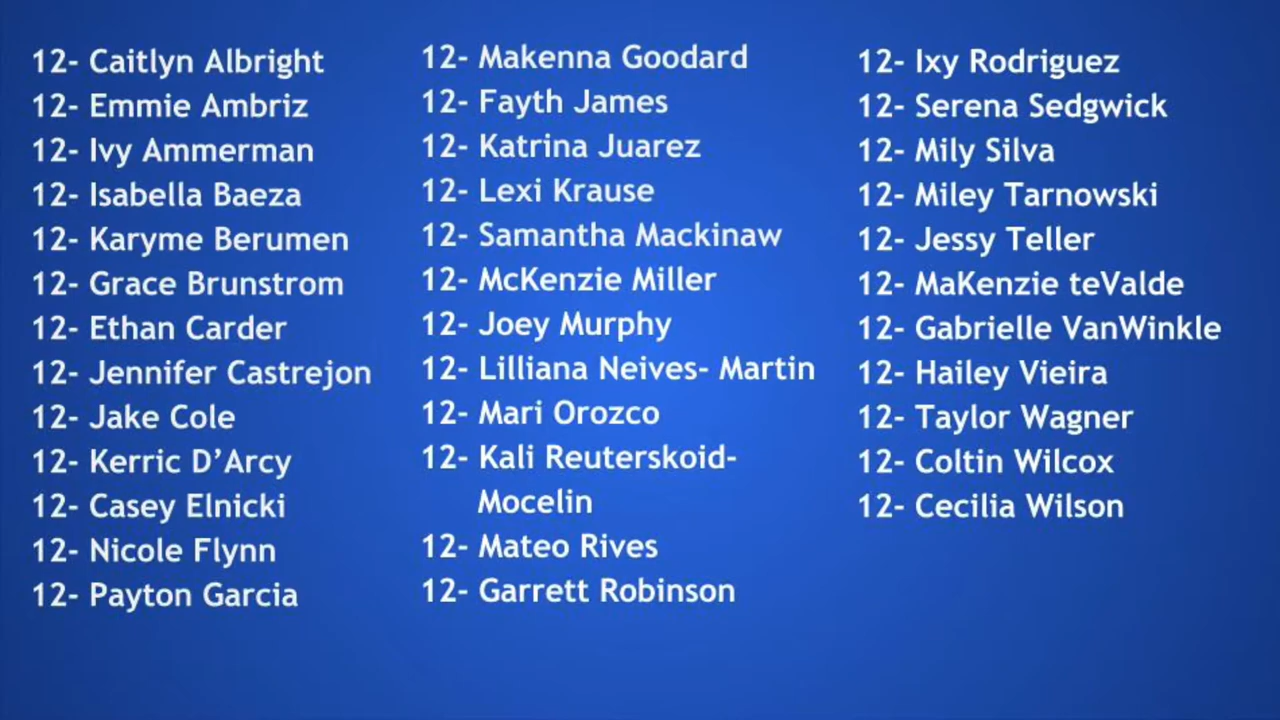 12- Caitlyn Albright
12- Emmie Ambriz
12- Ivy Ammerman
12- Isabella Baeza
12- Karyme Berumen
12- Grace Brunstrom
12- Ethan Carder
12- Jennifer Castrejon
12- Jake Cole
12- Kerric D’Arcy
12- Casey Elnicki
12- Nicole Flynn
12- Payton Garcia
12- Makenna Goodard
12- Fayth James
12- Katrina Juarez
12- Lexi Krause
12- Samantha Mackinaw
12- McKenzie Miller
12- Joey Murphy
12- Lilliana Neives- Martin
12- Mari Orozco
12- Kali Reuterskoid-
Mocelin
12- Mateo Rives
12- Garrett Robinson
12- Ixy Rodriguez
12- Serena Sedgwick
12- Mily Silva
12- Miley Tarnowski
12- Jessy Teller
12- MaKenzie teValde
12- Gabrielle VanWinkle
12- Hailey Vieira
12- Taylor Wagner
12- Coltin Wilcox
12- Cecilia Wilson